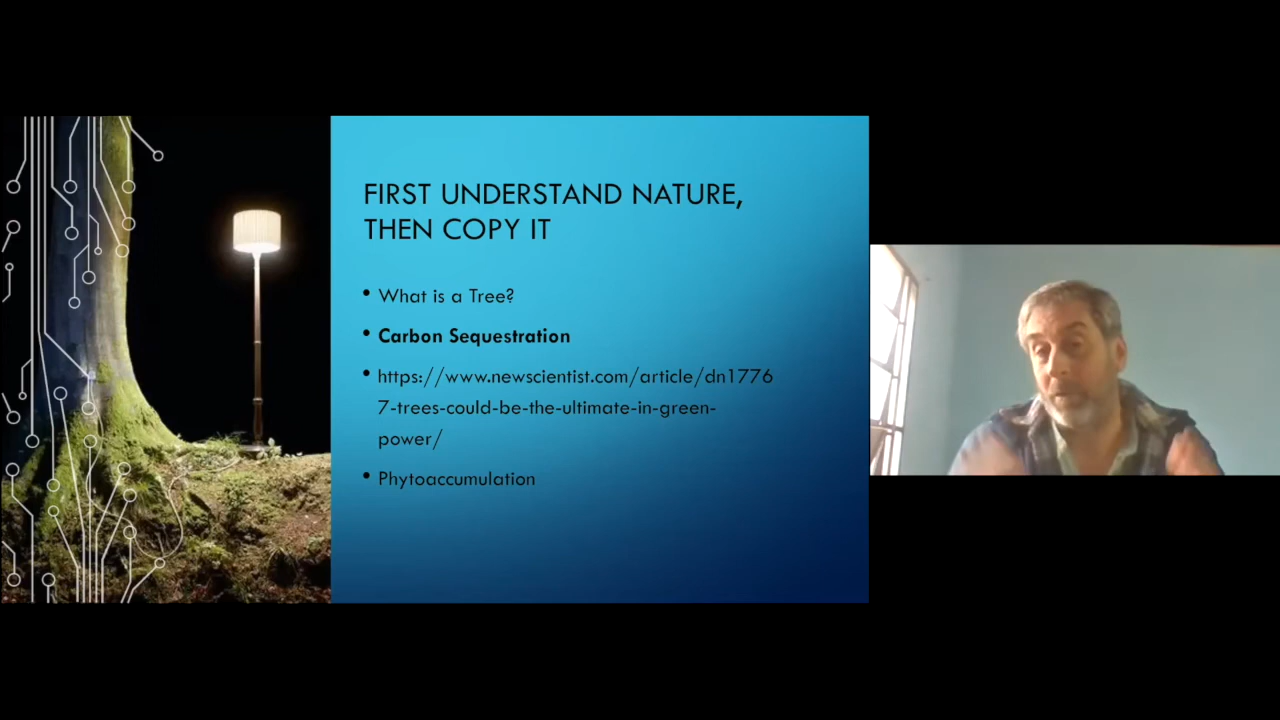 FIRST UNDERSTAND NATURE,
THEN COPY IT
• What is a Tree?
• Carbon Sequestration
• https://www.newscientist.com/article/dn1776
7-trees-could-be-the-ultimate-in-green-
power/
• Phytoaccumulation